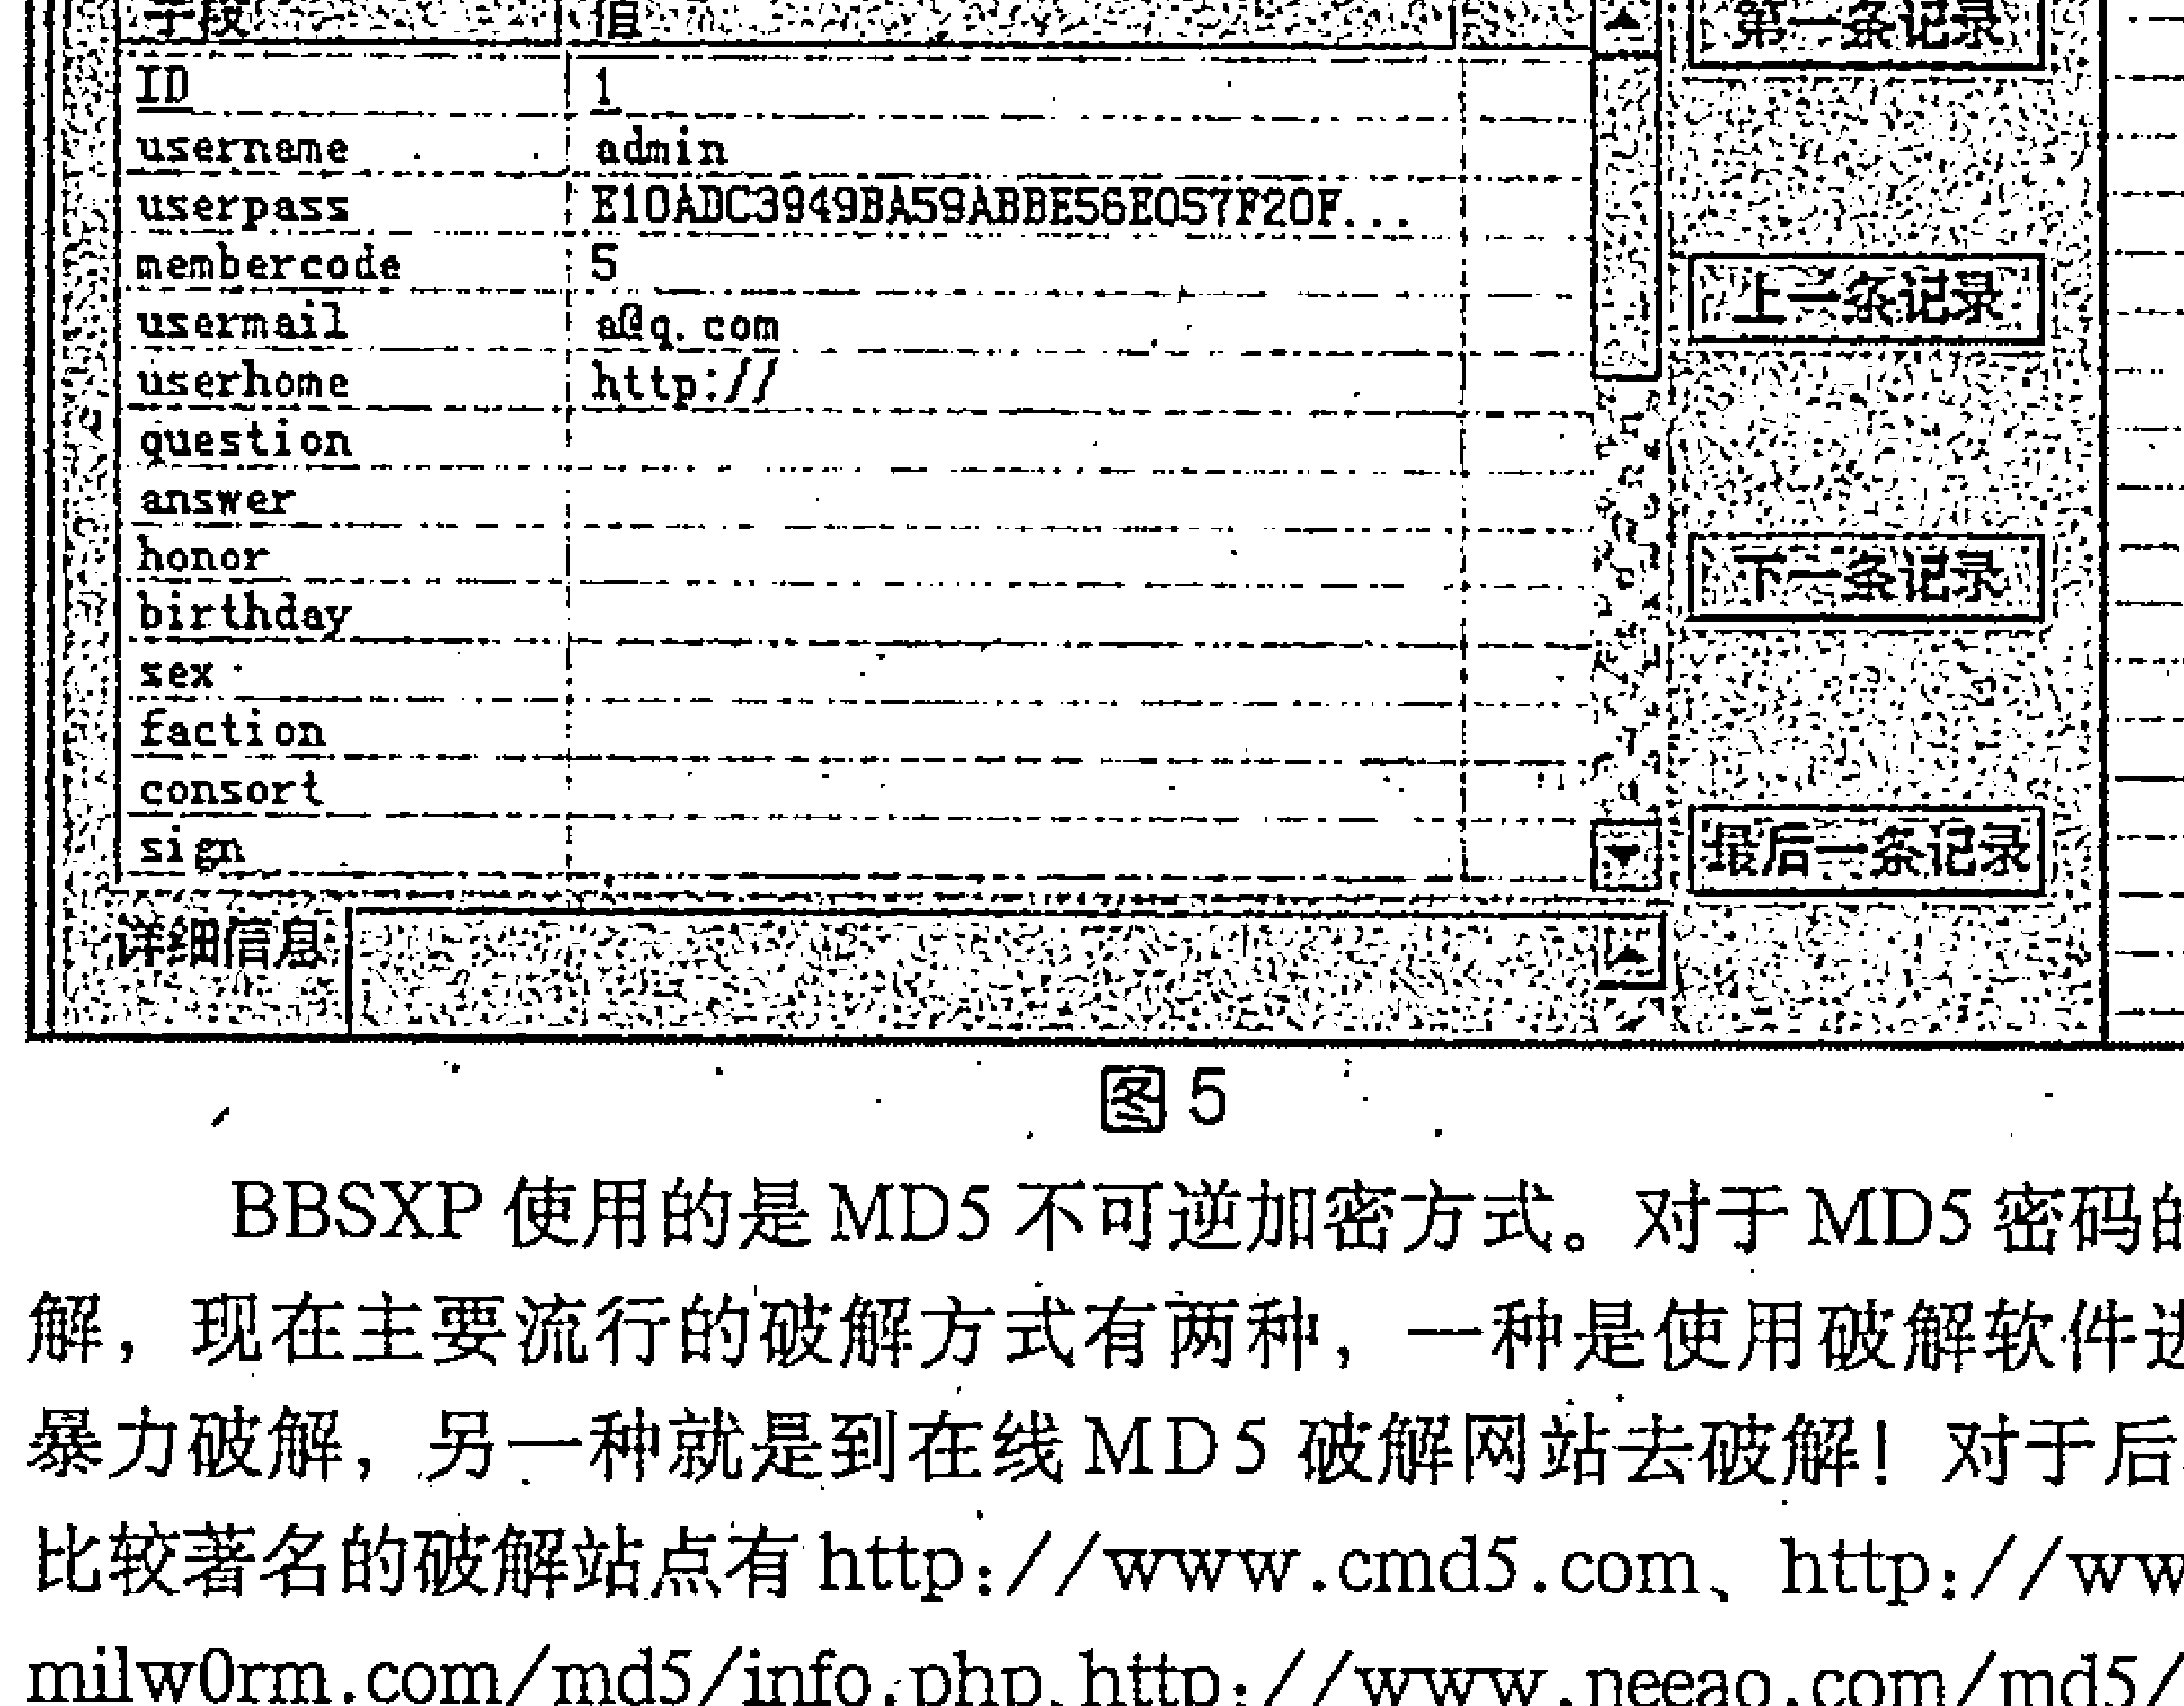 字段 值 第一条记录
ID 1
username admin
userpass E10ADC3949BA59ABBE56E057F20F...
membercode 5
usermail a@q.com 上一条记录
userhome http://
question
answer
honor 下一条记录
birthday
sex
faction
consort
sign 最后一条记录
详细信息
图5
BBSXP使用的是MD5不可逆加密方式。对于MD5密码的
解，现在主要流行的破解方式有两种，一种是使用破解软件进
暴力破解，另一种就是到在线MD5破解网站去破解！对于后
比较著名的破解站点有http://www.cmd5.com、http://ww
milw0rm.com/md5/info.php、http://www.neeao.com/md5/